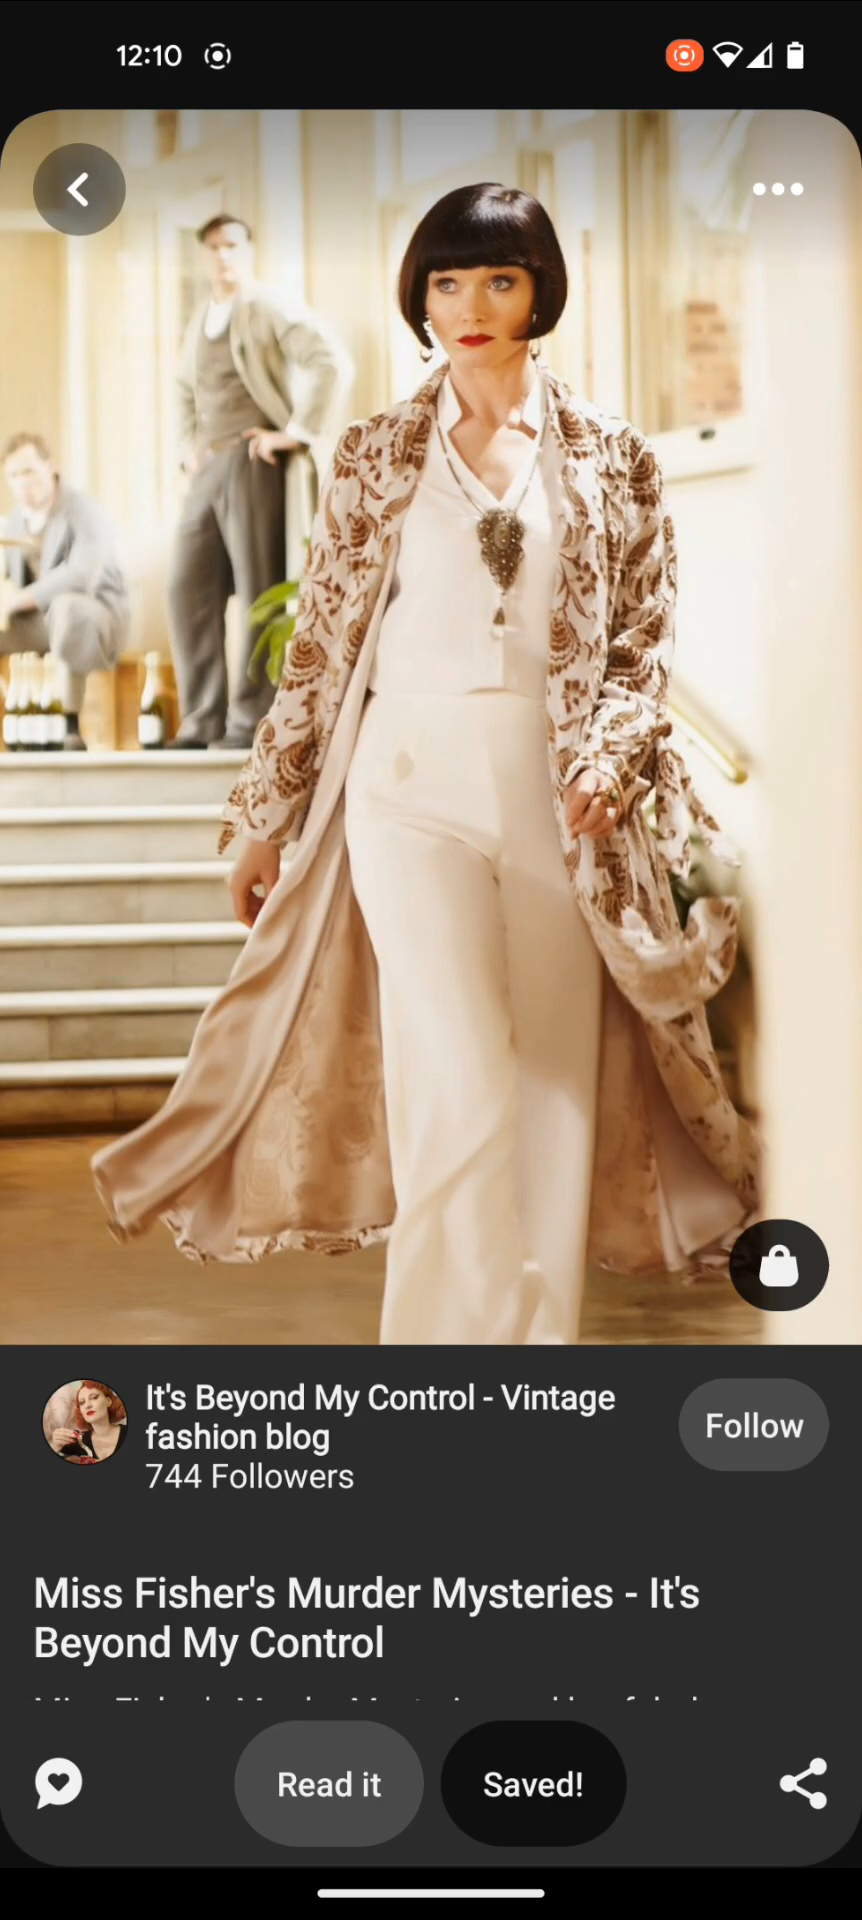 12:10
It's Beyond My Control - Vintage
fashion blog
744 Followers
Follow
Miss Fisher's Murder Mysteries - It's
Beyond My Control
Read it
Saved!